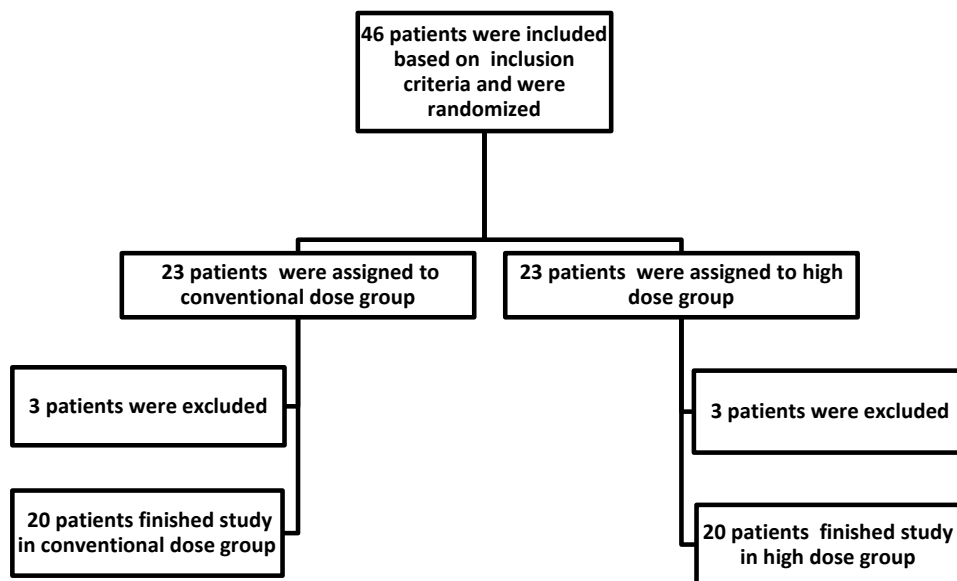 46 patients were included
based on  inclusion
criteria and were
randomized
23 patients  were assigned to
conventional dose group
23 patients  were assigned to high
dose group
3 patients were excluded
3 patients were excluded
20 patients finished study
in conventional dose group
20 patients  finished study
in high dose group